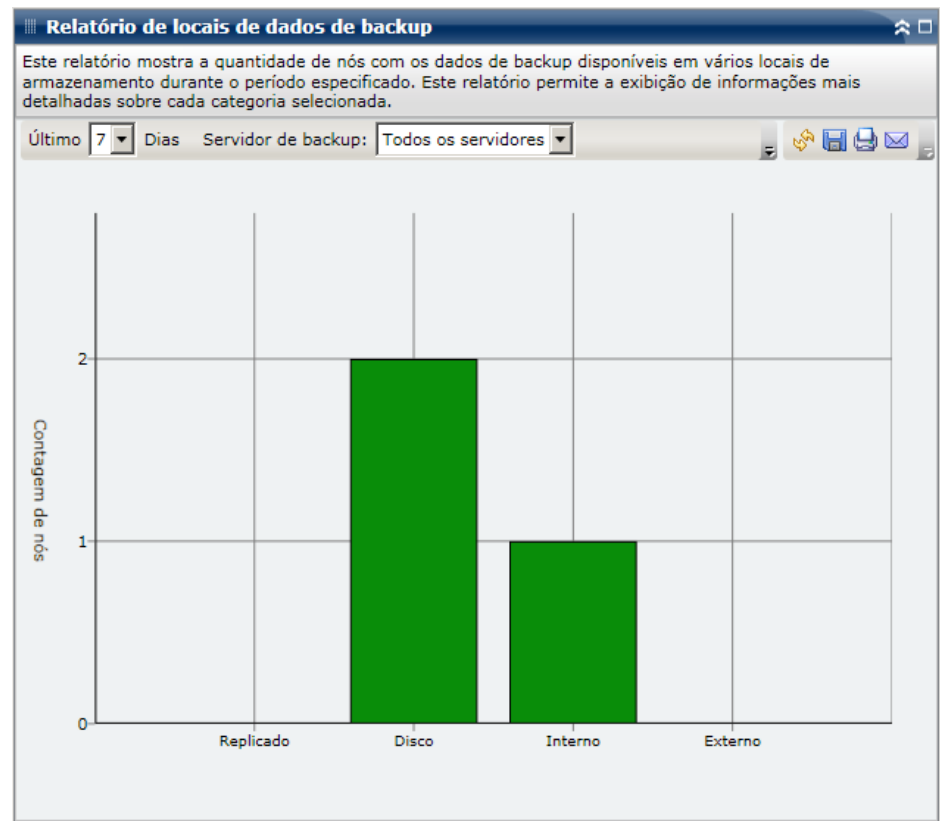 Relatório de locais de dados de backup
Este relatório mostra a quantidade de nós com os dados de backup disponíveis em vários locais de
armazenamento durante o período especificado. Este relatório permite a exibição de informações mais
detalhadas sobre cada categoria selecionada.
Último 7 Dias Servidor de backup: Todos os servidores
2
Contagem de nós
1
0
Replicado Disco Interno Externo